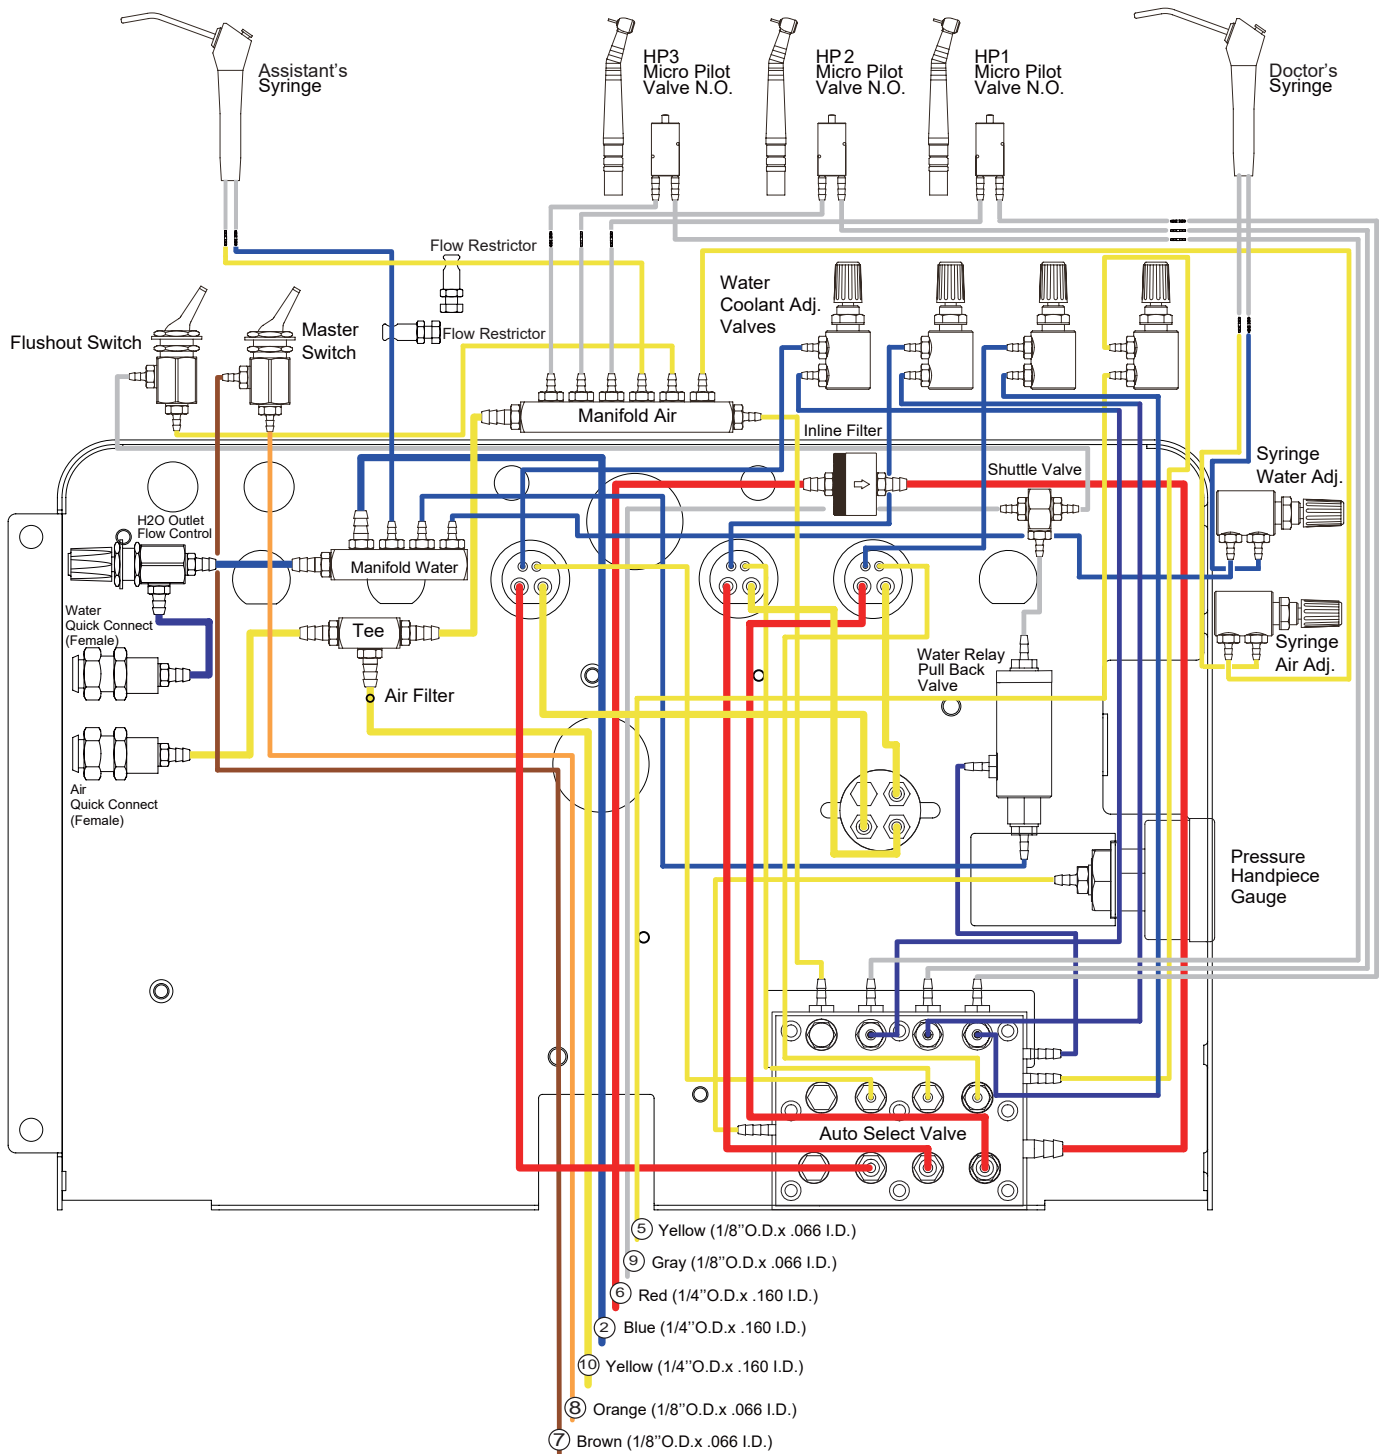 Assistant's
Syringe
HP3
Micro Pilot
Valve N.O.
HP2
Micro Pilot
Valve N.O.
HP1
Micro Pilot
Valve N.O.
Doctor's
Syringe
Flow Restrictor
Flow Restrictor
Water
Coolant Adj.
Valves
Flushout Switch
Master
Switch
Manifold Air
Inline Filter
Shuttle Valve
Syringe
Water Adj.
H2O Outlet
Flow Control
Manifold Water
Water
Quick Connect
(Female)
Tee
Air Filter
Water Relay
Pull Back
Valve
Syringe
Air Adj.
Air
Quick Connect
(Female)
Pressure
Handpiece
Gauge
Auto Select Valve
5 Yellow (1/8’’O.D.x .066 I.D.)
9 Gray (1/8’’O.D.x .066 I.D.)
6 Red (1/4’’O.D.x .160 I.D.)
2 Blue (1/4’’O.D.x .160 I.D.)
10 Yellow (1/4’’O.D.x .160 I.D.)
8 Orange (1/8’’O.D.x .066 I.D.)
7 Brown (1/8’’O.D.x .066 I.D.)